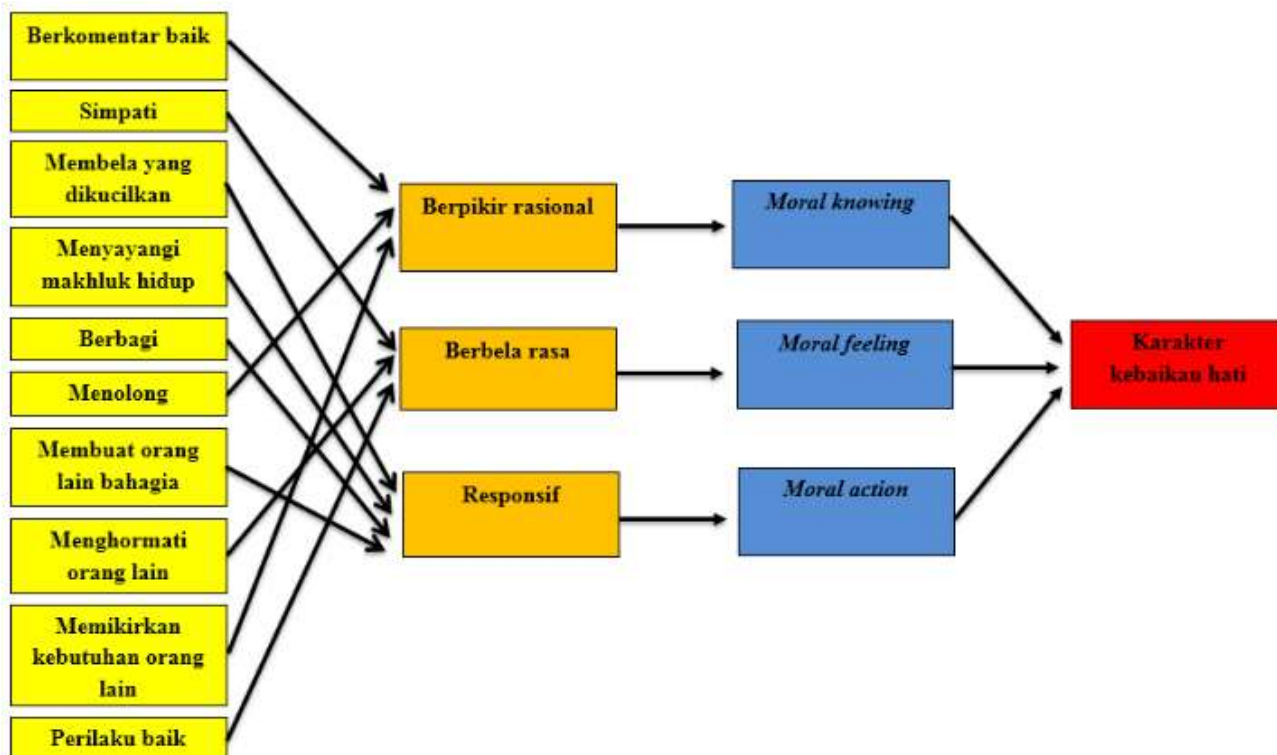 Berkomentar baik
Simpati
Membela yang
dikucilkan
Menyayangi
makhluk hidup
Berbagi
Menolong
Membuat orang
lain bahagia
Menghormati
orang lain
Memikirkan
kebutuhan orang
lain
Perilaku baik
Berpikir rasional
Berbela rasa
Responsif
Moral knowing
Moral feeling
Moral action
Karakter
kebaikan hati